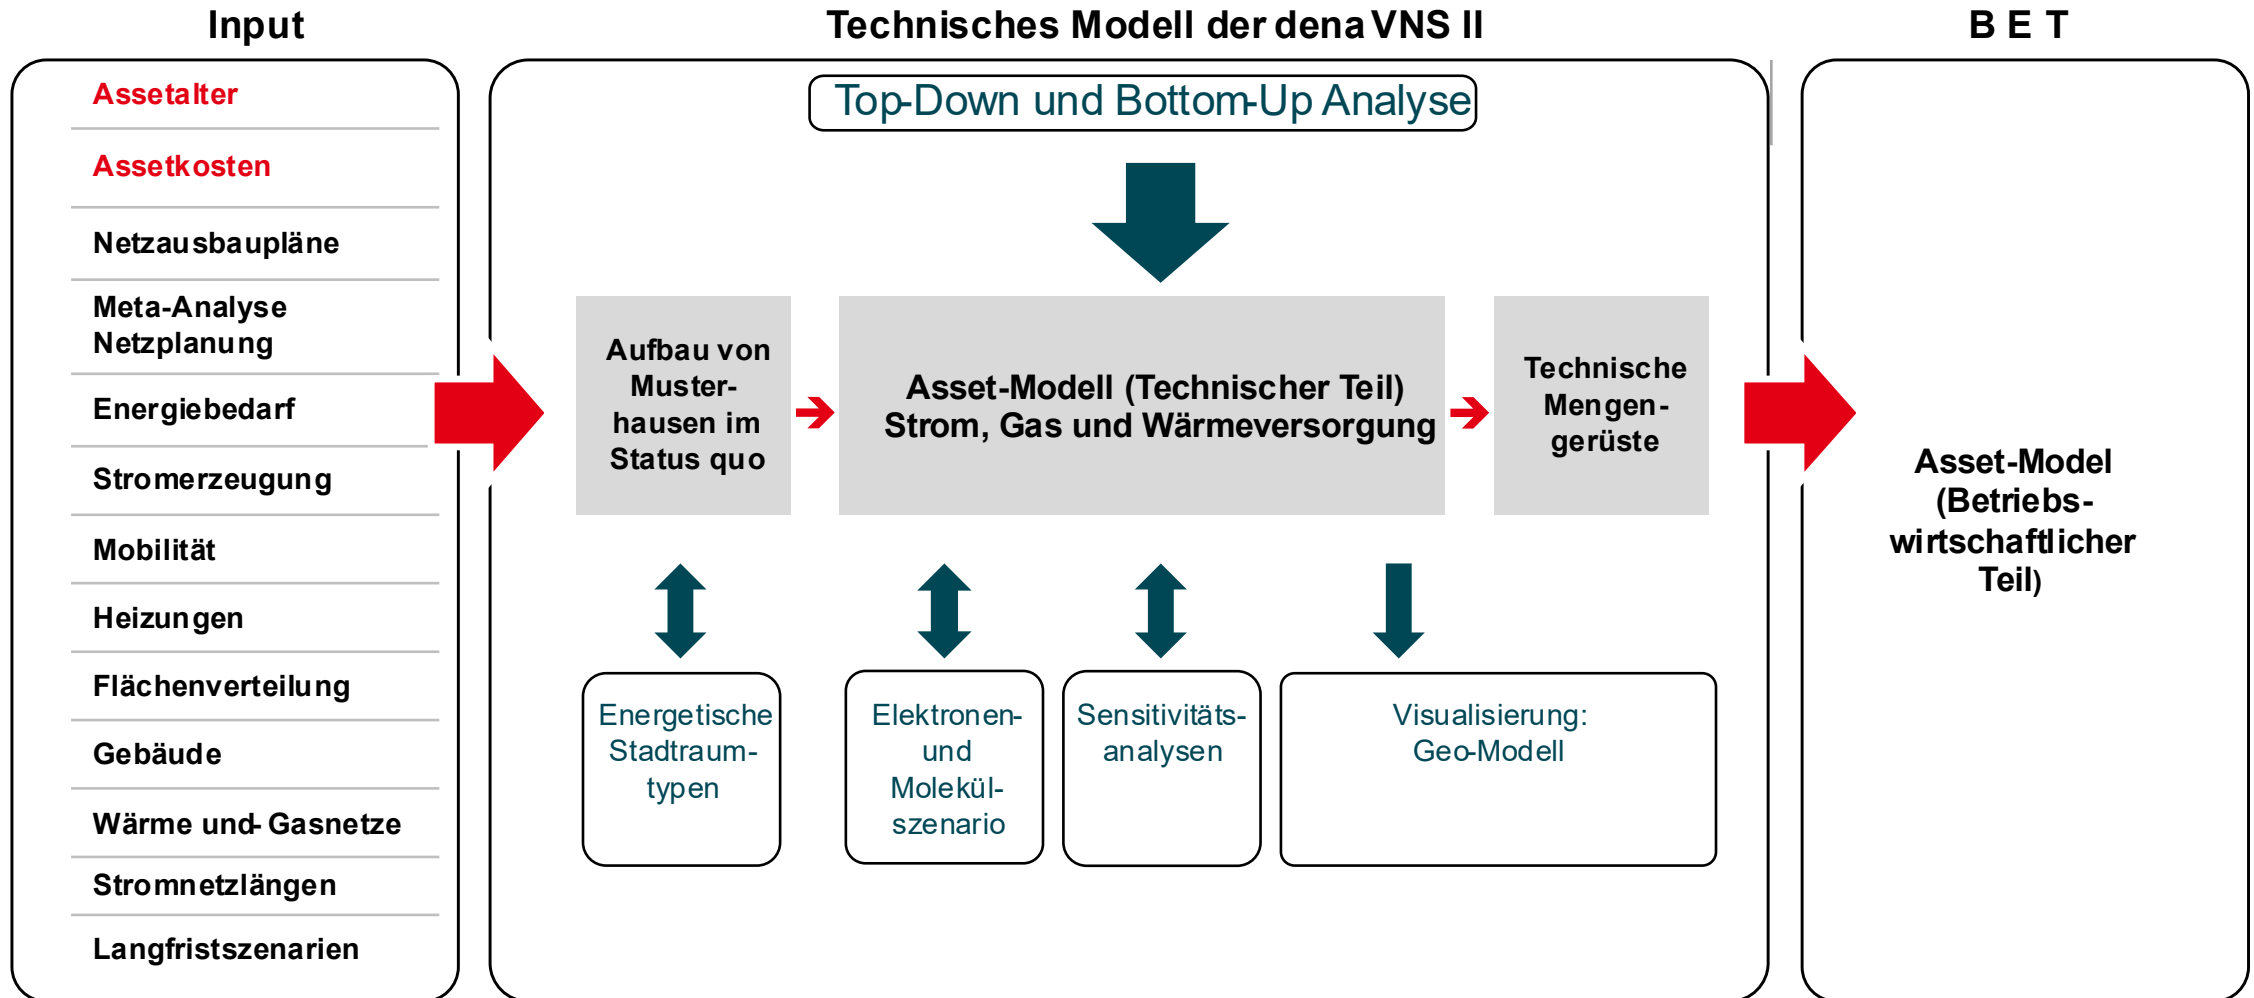 Input
Assetalter
Assetkosten
Netzausbaupläne
Meta-Analyse
Netzplanung
Energiebedarf
Stromerzeugung
Mobilität
Heizungen
Flächenverteilung
Gebäude
Wärme und- Gasnetze
Stromnetzlängen
Langfristszenarien
Technisches Modell der dena VNS II
Top-Down und Bottom-Up Analyse
Aufbau von
Muster-
hausen im
Status quo
Asset-Modell (Technischer Teil)
Strom, Gas und Wärmeversorgung
Technische
Mengen-
gerüste
Energetische
Stadtraum-
typen
Elektronen-
und
Molekül-
szenario
Sensitivitäts-
analysen
Visualisierung:
Geo-Modell
B E T
Asset-Model
(Betriebs-
wirtschaftlicher
Teil)